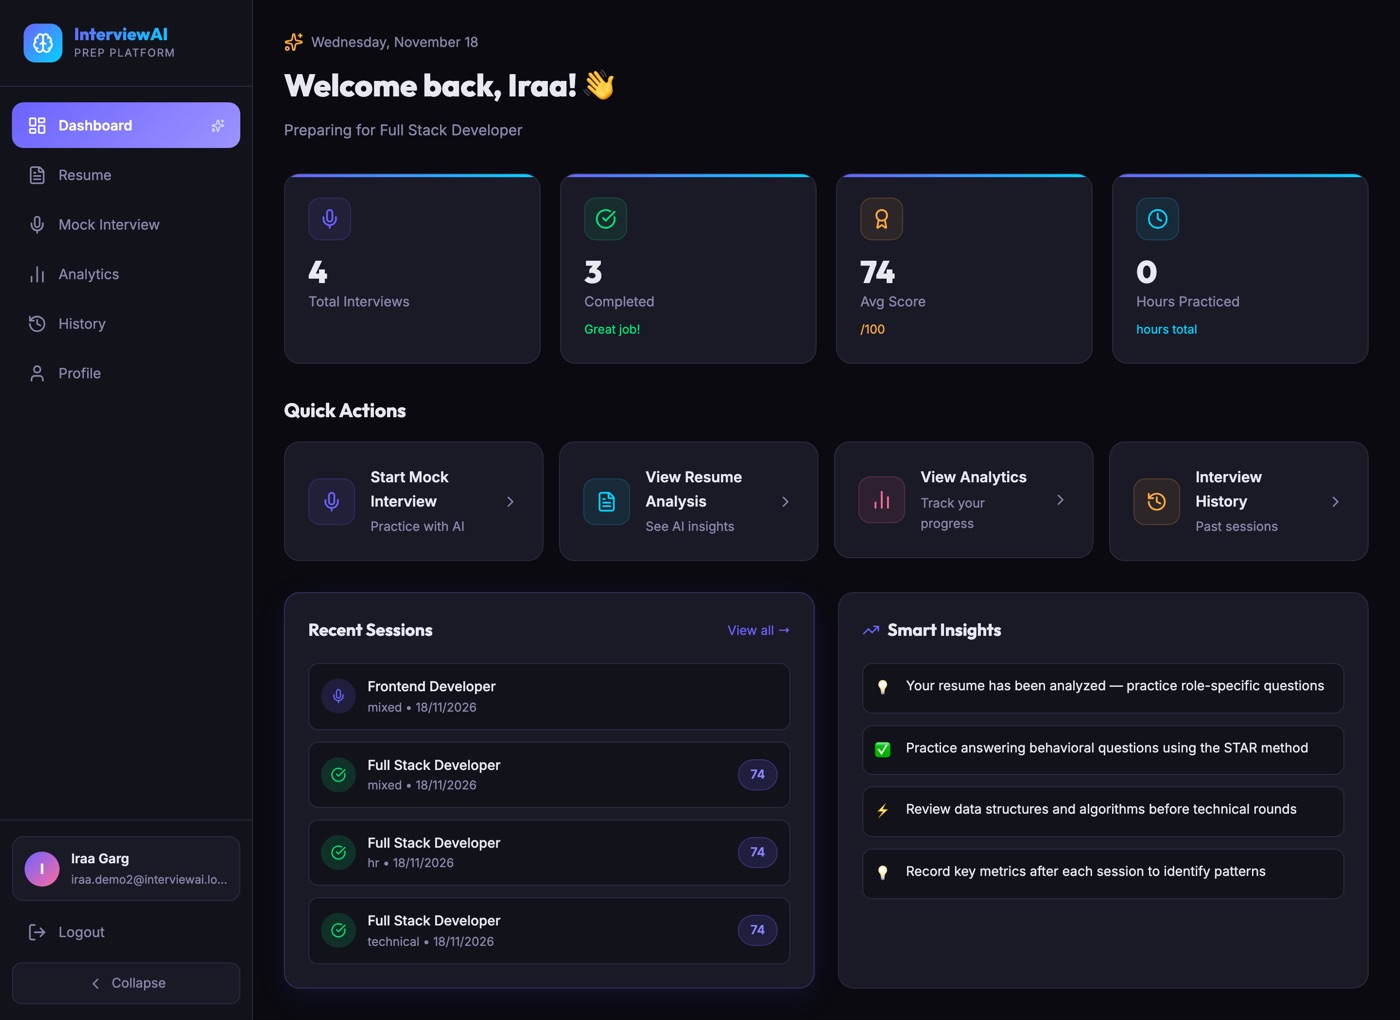 InterviewAI
PREP PLATFORM
Dashboard
Resume
Mock Interview
Analytics
History
Profile
I
Iraa Garg
iraa.demo2@interviewai.lo...
Logout
Collapse
Wednesday, November 18
Welcome back, Iraa! 👋
Preparing for Full Stack Developer
4
Total Interviews
3
Completed
Great job!
74
Avg Score
/100
0
Hours Practiced
hours total
Quick Actions
Start Mock
Interview
Practice with AI
View Resume
Analysis
See AI insights
View Analytics
Track your
progress
Interview
History
Past sessions
Recent Sessions
View all →
Frontend Developer
mixed • 18/11/2026
Full Stack Developer
mixed • 18/11/2026
74
Full Stack Developer
hr • 18/11/2026
74
Full Stack Developer
technical • 18/11/2026
74
Smart Insights
💡 Your resume has been analyzed — practice role-specific questions
✅ Practice answering behavioral questions using the STAR method
⚡ Review data structures and algorithms before technical rounds
💡 Record key metrics after each session to identify patterns